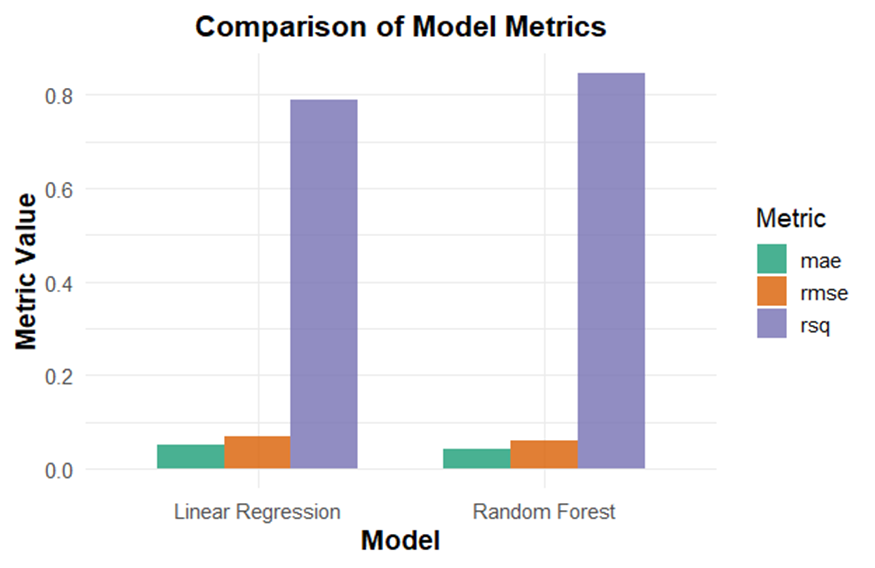 Comparison of Model Metrics
Metric Value
0.8
0.6
0.4
0.2
0.0
Linear Regression
Random Forest
Model
Metric
mae
rmse
rsq